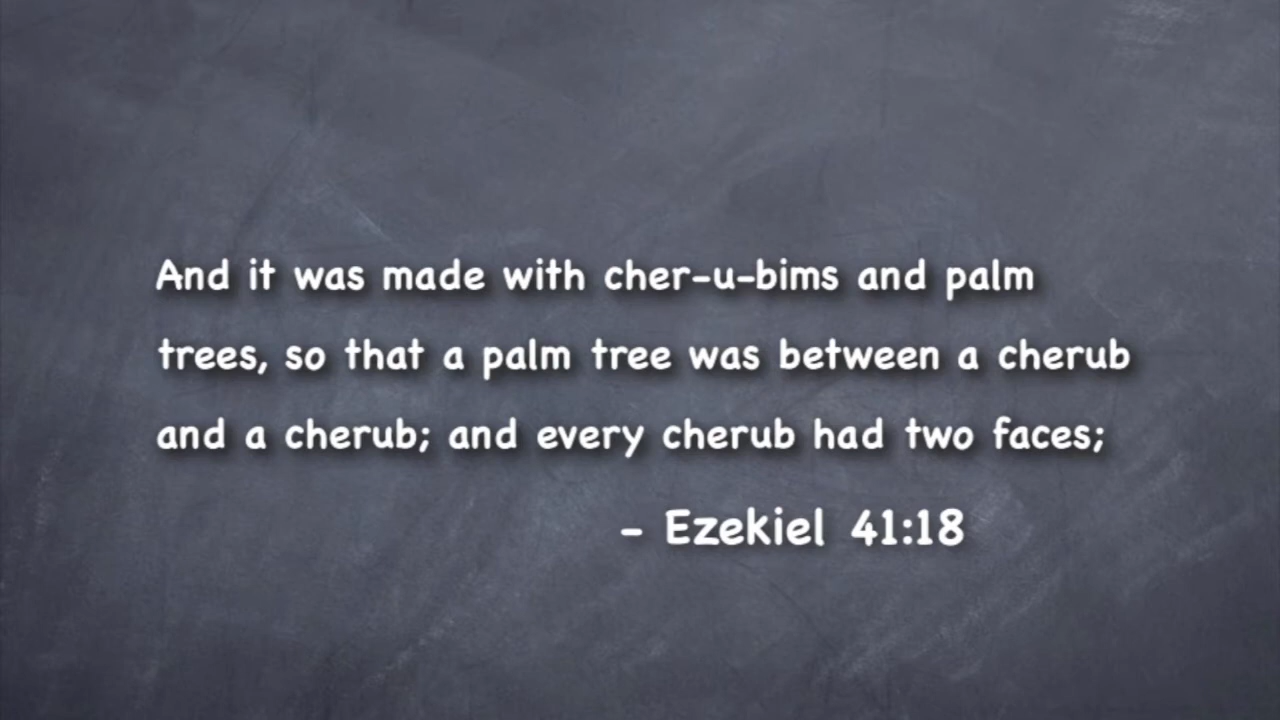 And it was made with cher-u-bims and palm
trees, so that a palm tree was between a cherub
and a cherub; and every cherub had two faces;
- Ezekiel 41:18